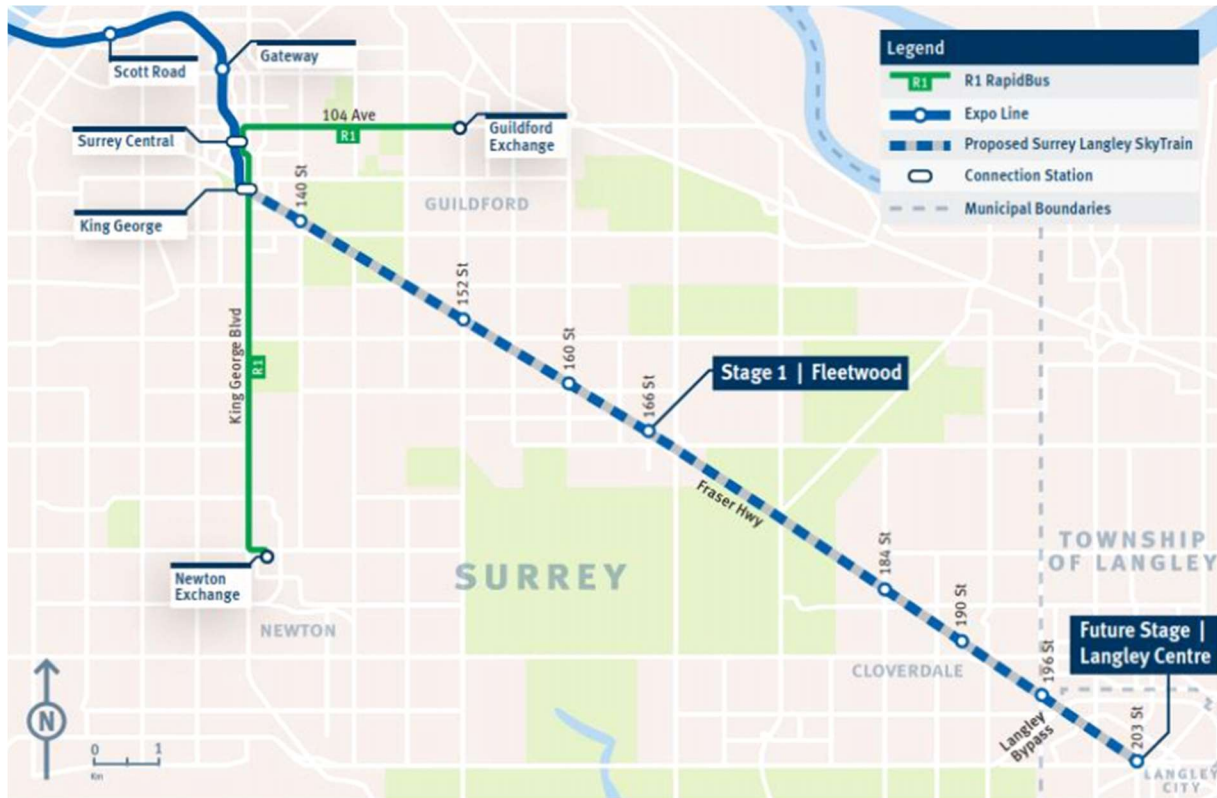 Scott Road
Gateway
Surrey Central
King George
104 Ave
R1
Guildford
Exchange
GUILDFORD
Legend
R1 R1 RapidBus
Expo Line
Proposed Surrey Langley SkyTrain
Connection Station
Municipal Boundaries
140 St
152 St
160 St
166 St
Stage 1 | Fleetwood
King George Blvd
R1
Fraser Hwy
Newton
Exchange
NEWTON
SURREY
184 St
190 St
196 St
203 St
TOWNSHIP
OF LANGLEY
CLOVERDALE
Future Stage |
Langley Centre
Langley
Bypass
LANGLEY
CITY
N
0 1
Km